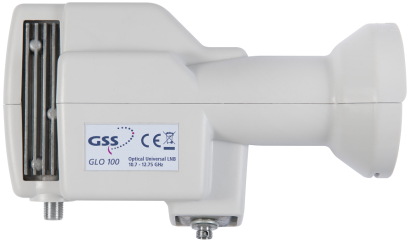 GSS
CE
GLO 100
Optical Universal LNB
10.7 - 12.75 GHz